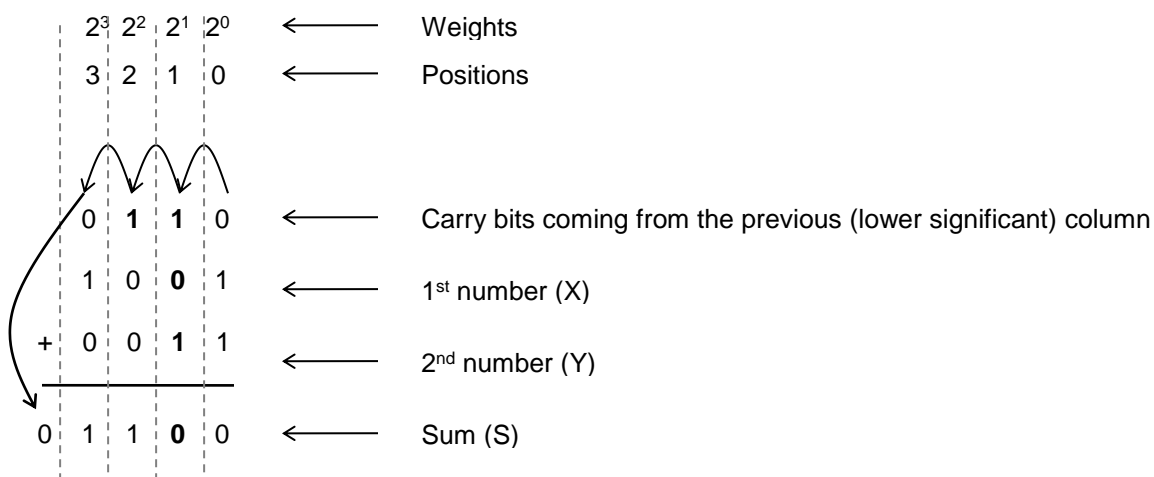 2³ 2² 2¹ 2⁰ Weights
3 2 1 0 Positions
0 1 1 0 Carry bits coming from the previous (lower significant) column
1 0 0 1 1st number (X)
+ 0 0 1 1 2nd number (Y)
0 1 1 0 0 Sum (S)